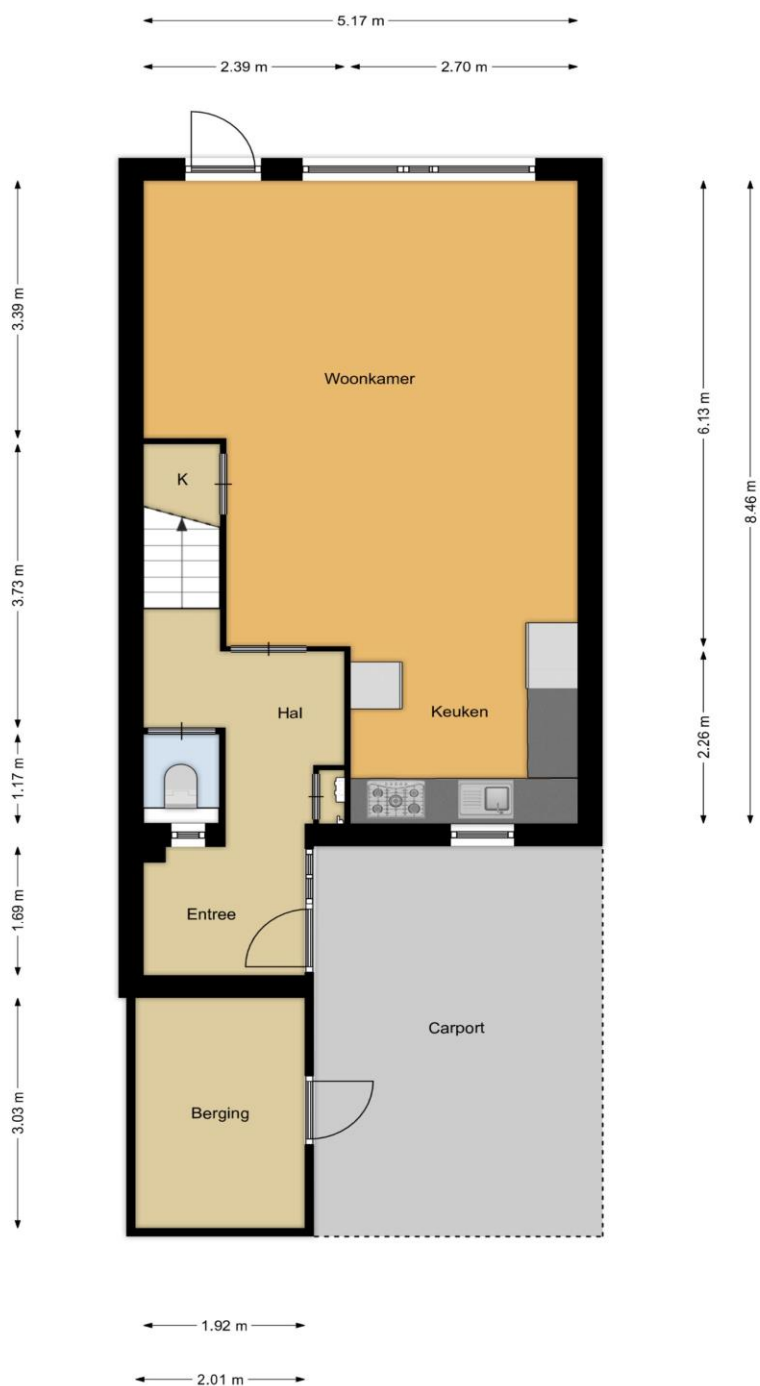 5.17 m
2.39 m
2.70 m
3.39 m
Woonkamer
6.13 m
8.46 m
K
3.73 m
Hal
Keuken
2.26 m
1.17 m
1.69 m
Entree
Carport
3.03 m
Berging
1.92 m
2.01 m